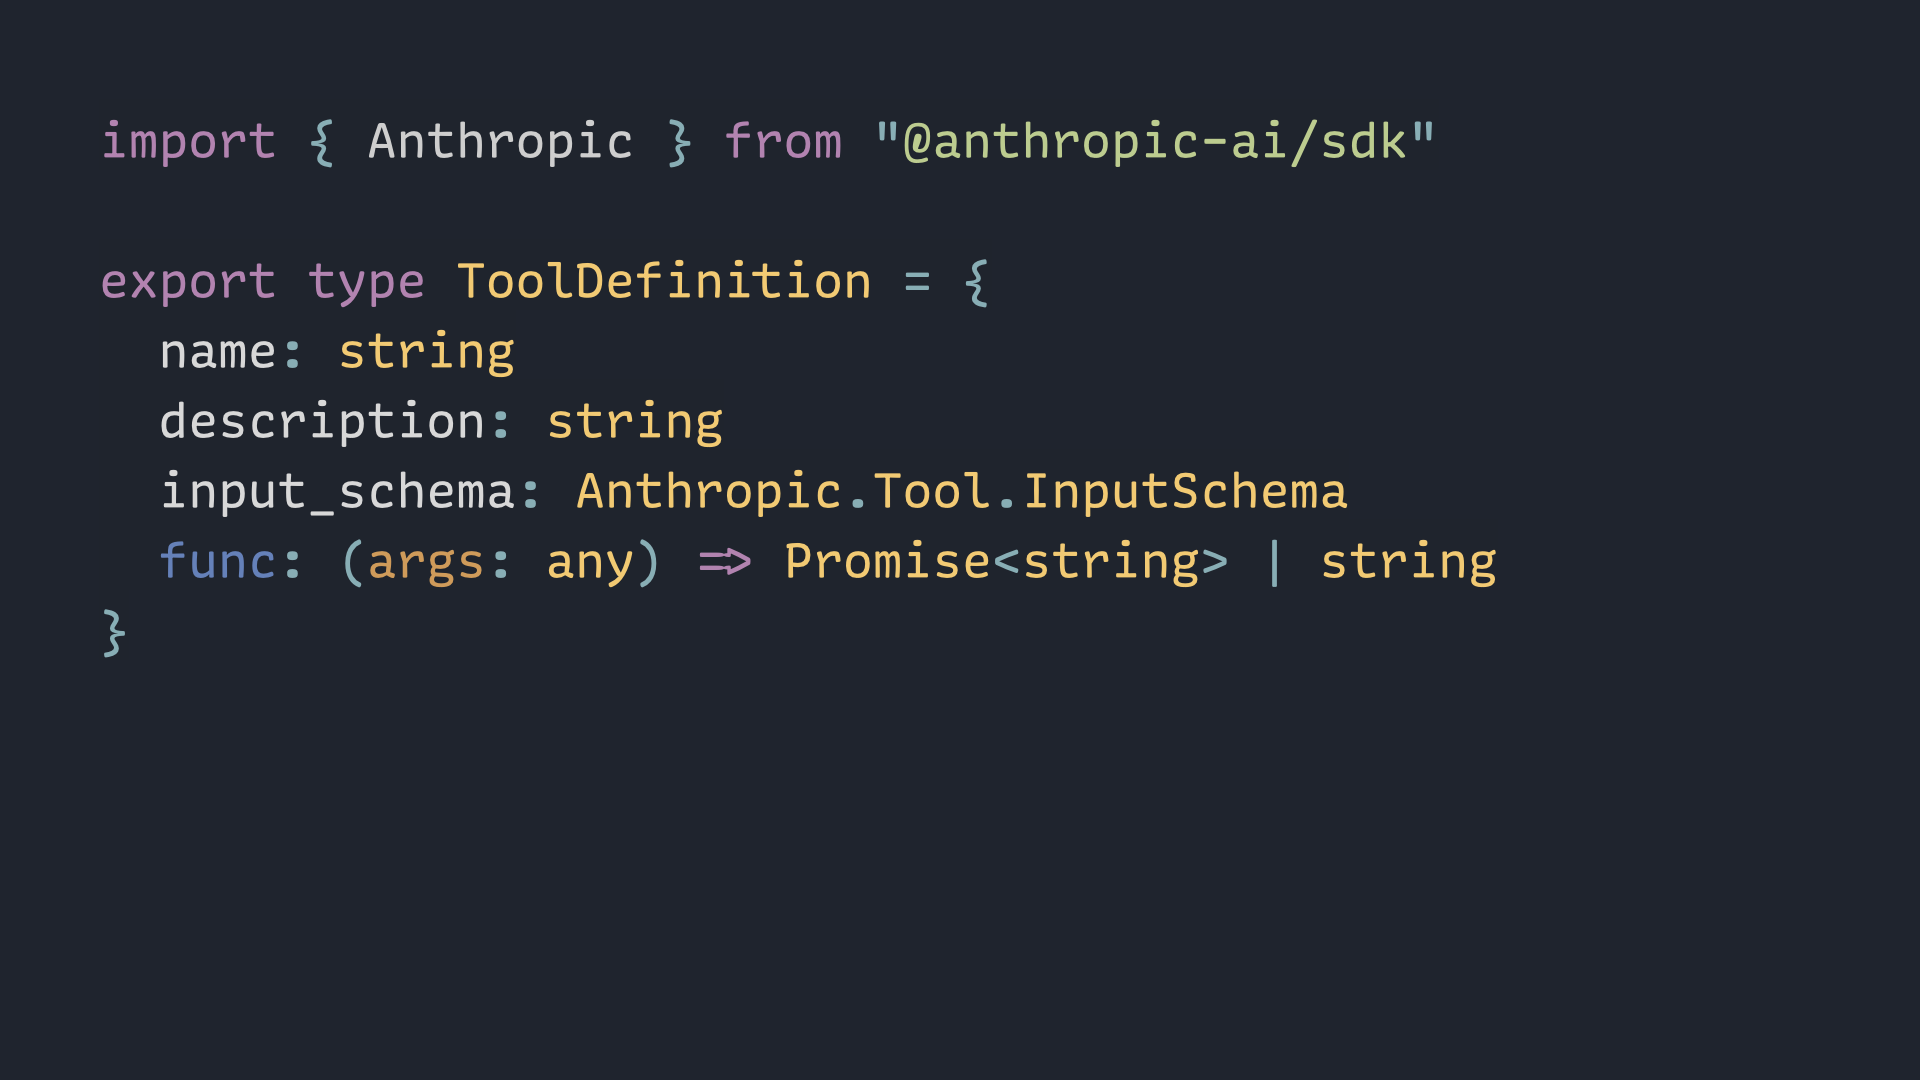 import { Anthropic } from "@anthropic-ai/sdk"
export type ToolDefinition = {
name: string
description: string
input_schema: Anthropic.Tool.InputSchema
func: (args: any) => Promise<string> | string
}